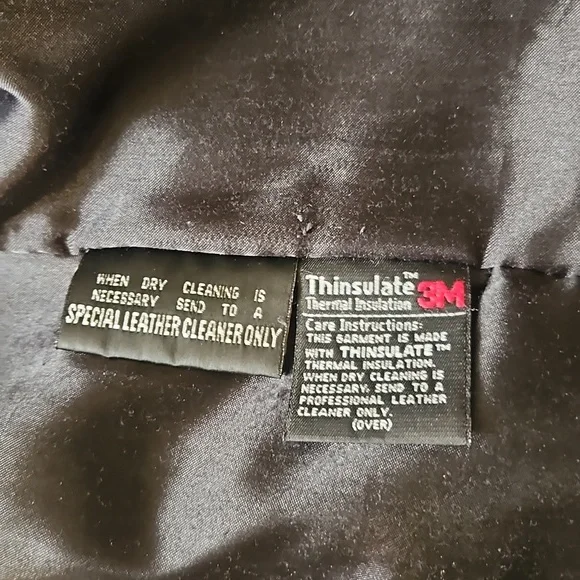 WHEN DRY CLEANING IS
NECESSARY SEND TO A
SPECIAL LEATHER CLEANER ONLY
Thinsulate™ 3M
Thermal Insulation
Care Instructions:
THIS GARMENT IS MADE
WITH THINSULATE™
THERMAL INSULATION.
WHEN DRY CLEANING IS
NECESSARY, SEND TO A
PROFESSIONAL LEATHER
CLEANER ONLY.
(OVER)